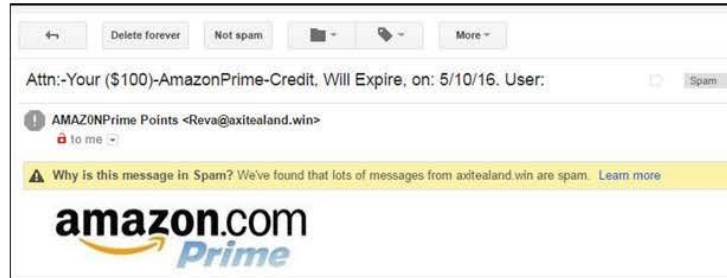 Delete forever Not spam More
Attn:-Your ($100)-AmazonPrime-Credit, Will Expire, on: 5/10/16. User:
Spam
AMAZ0NPrime Points <Reva@axitealand.win>
to me
Why is this message in Spam? We've found that lots of messages from axitealand.win are spam. Learn more
amazon.com
Prime